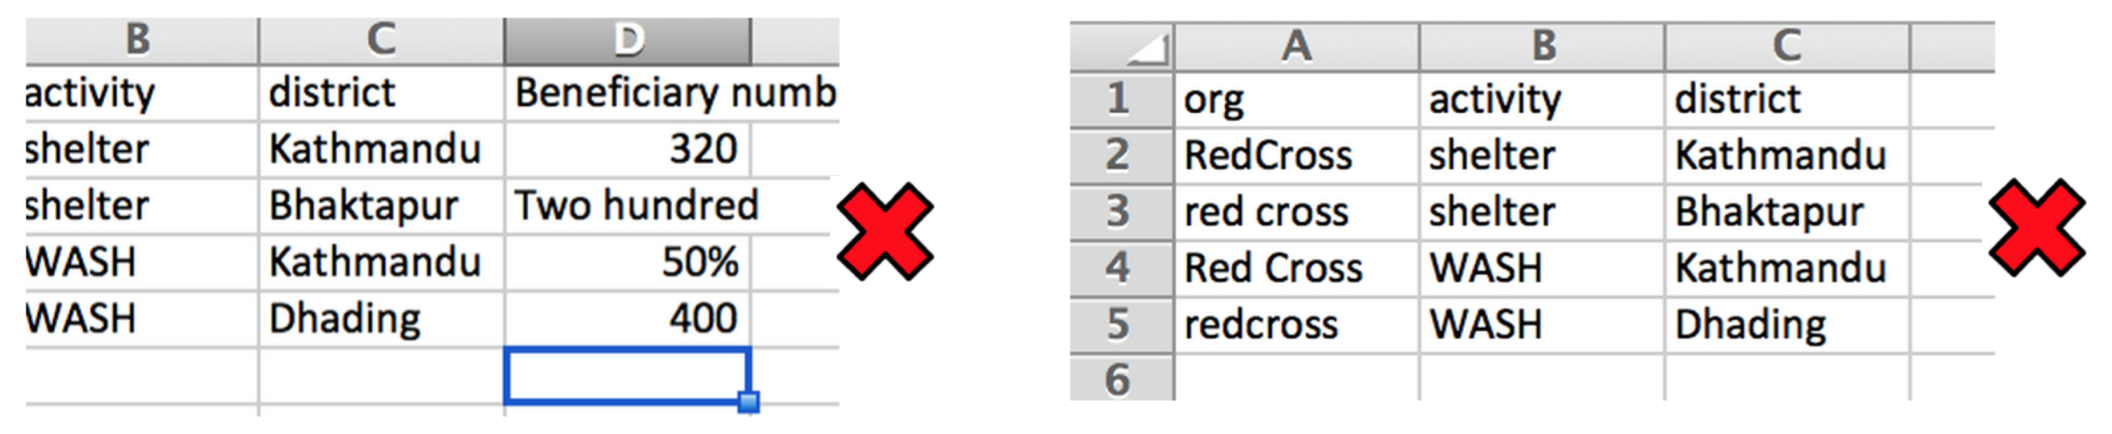 B C D
activity district Beneficiary numb
shelter Kathmandu 320
shelter Bhaktapur Two hundred
WASH Kathmandu 50%
WASH Dhading 400
A B C
1 org activity district
2 RedCross shelter Kathmandu
3 red cross shelter Bhaktapur
4 Red Cross WASH Kathmandu
5 redcross WASH Dhading
6